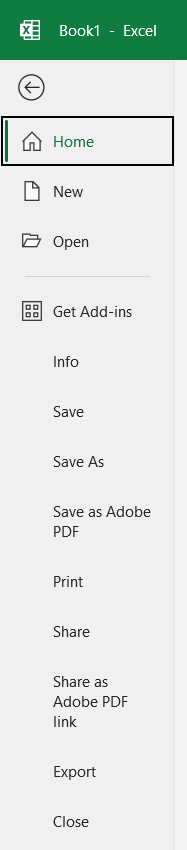 Book1 - Excel
Home
New
Open
Get Add-ins
Info
Save
Save As
Save as Adobe
PDF
Print
Share
Share as
Adobe PDF
link
Export
Close